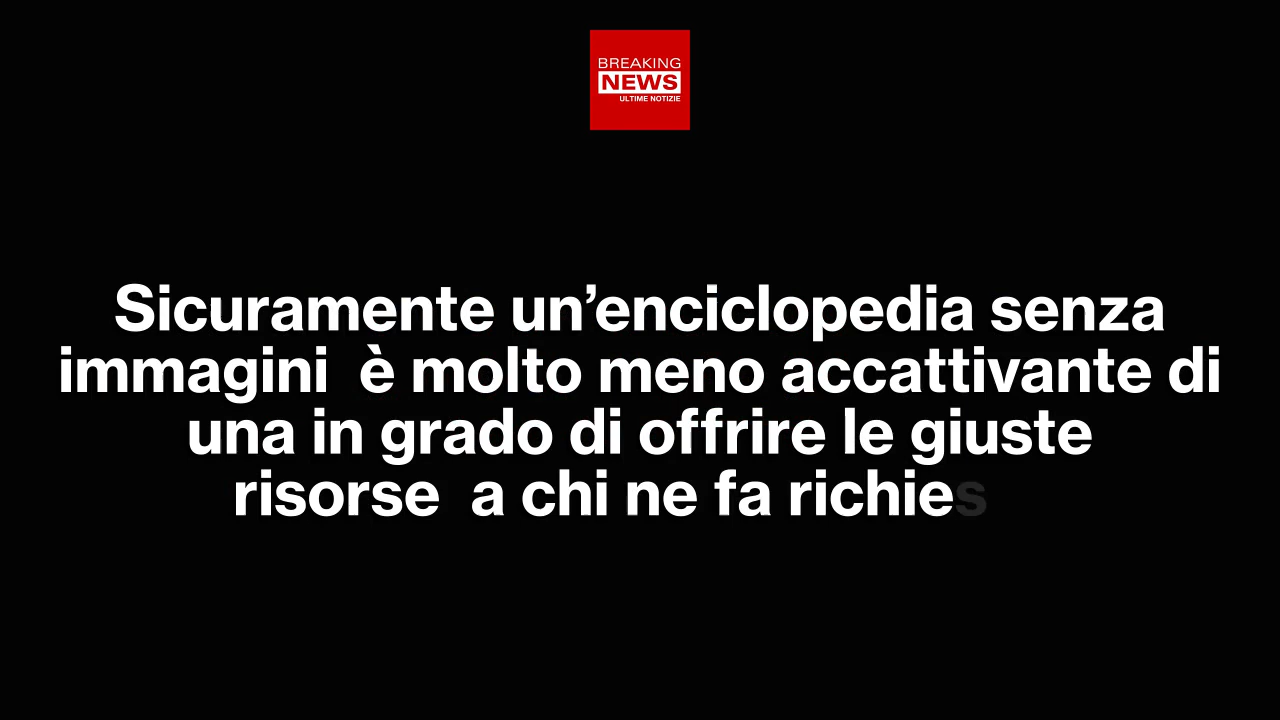 BREAKING
NEWS
ULTIME NOTIZIE
Sicuramente un’enciclopedia senza
immagini  è molto meno accattivante di
una in grado di offrire le giuste
risorse  a chi ne fa richies